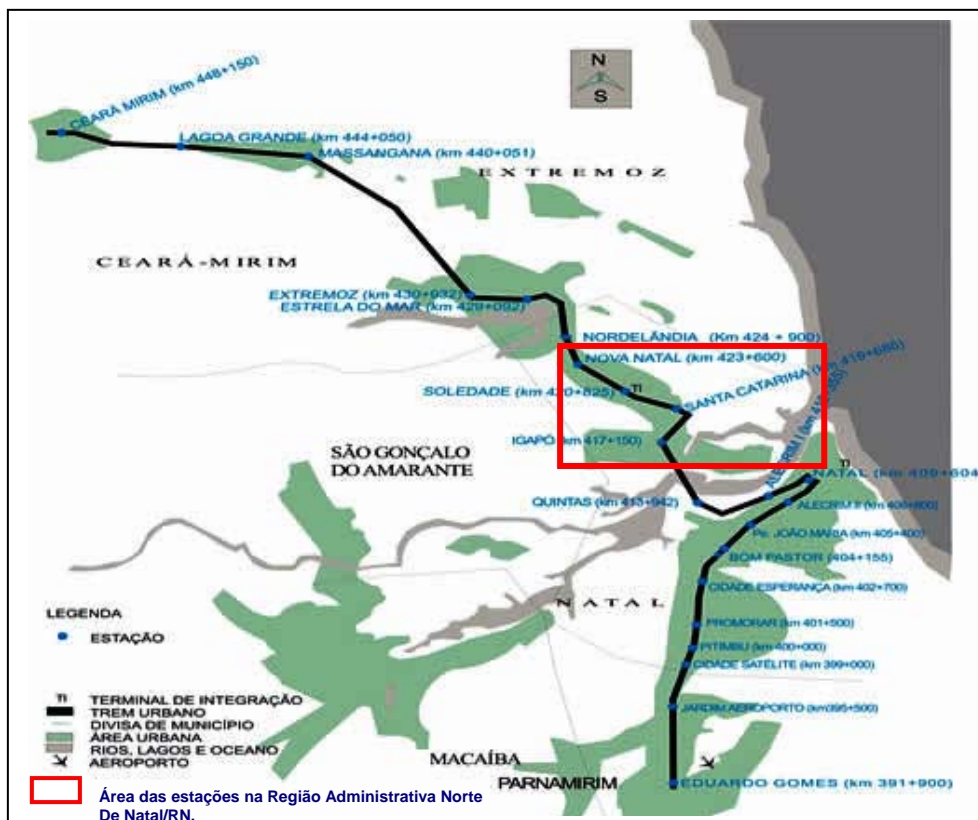 N
S
CEARÁ MIRIM (km 448+150)
LAGOA GRANDE (km 444+050)
MASSANGANA (km 440+051)
EXTREMOZ
CEARÁ-MIRIM
EXTREMOZ (km 430+932)
ESTRELA DO MAR (km 429+092)
NORDELÂNDIA (Km 424 + 900)
NOVA NATAL (km 423+600)
SANTA CATARINA
SOLEDADE (km 420+825)
TI
IGAPÓ (km 417+150)
ALECRIM I
SÃO GONÇALO
DO AMARANTE
TI
NATAL (km 409+604
QUINTAS (km 413+942)
ALECRIM II
Pe. JOÃO MARIA (km 405+400)
BOM PASTOR (404+155)
CIDADE ESPERANÇA (km 402+700)
NATAL
PROMORAR (km 401+500)
PITIMBU (km 400+000)
CIDADE SATÉLITE (km 399+000)
JARDIM AEROPORTO (km395+500)
MACAÍBA
PARNAMIRIM
EDUARDO GOMES (km 391+900)
LEGENDA
ESTAÇÃO
TI TERMINAL DE INTEGRAÇÃO
TREM URBANO
DIVISA DE MUNICÍPIO
ÁREA URBANA
RIOS, LAGOS E OCEANO
AEROPORTO
Área das estações na Região Administrativa Norte
De Natal/RN.